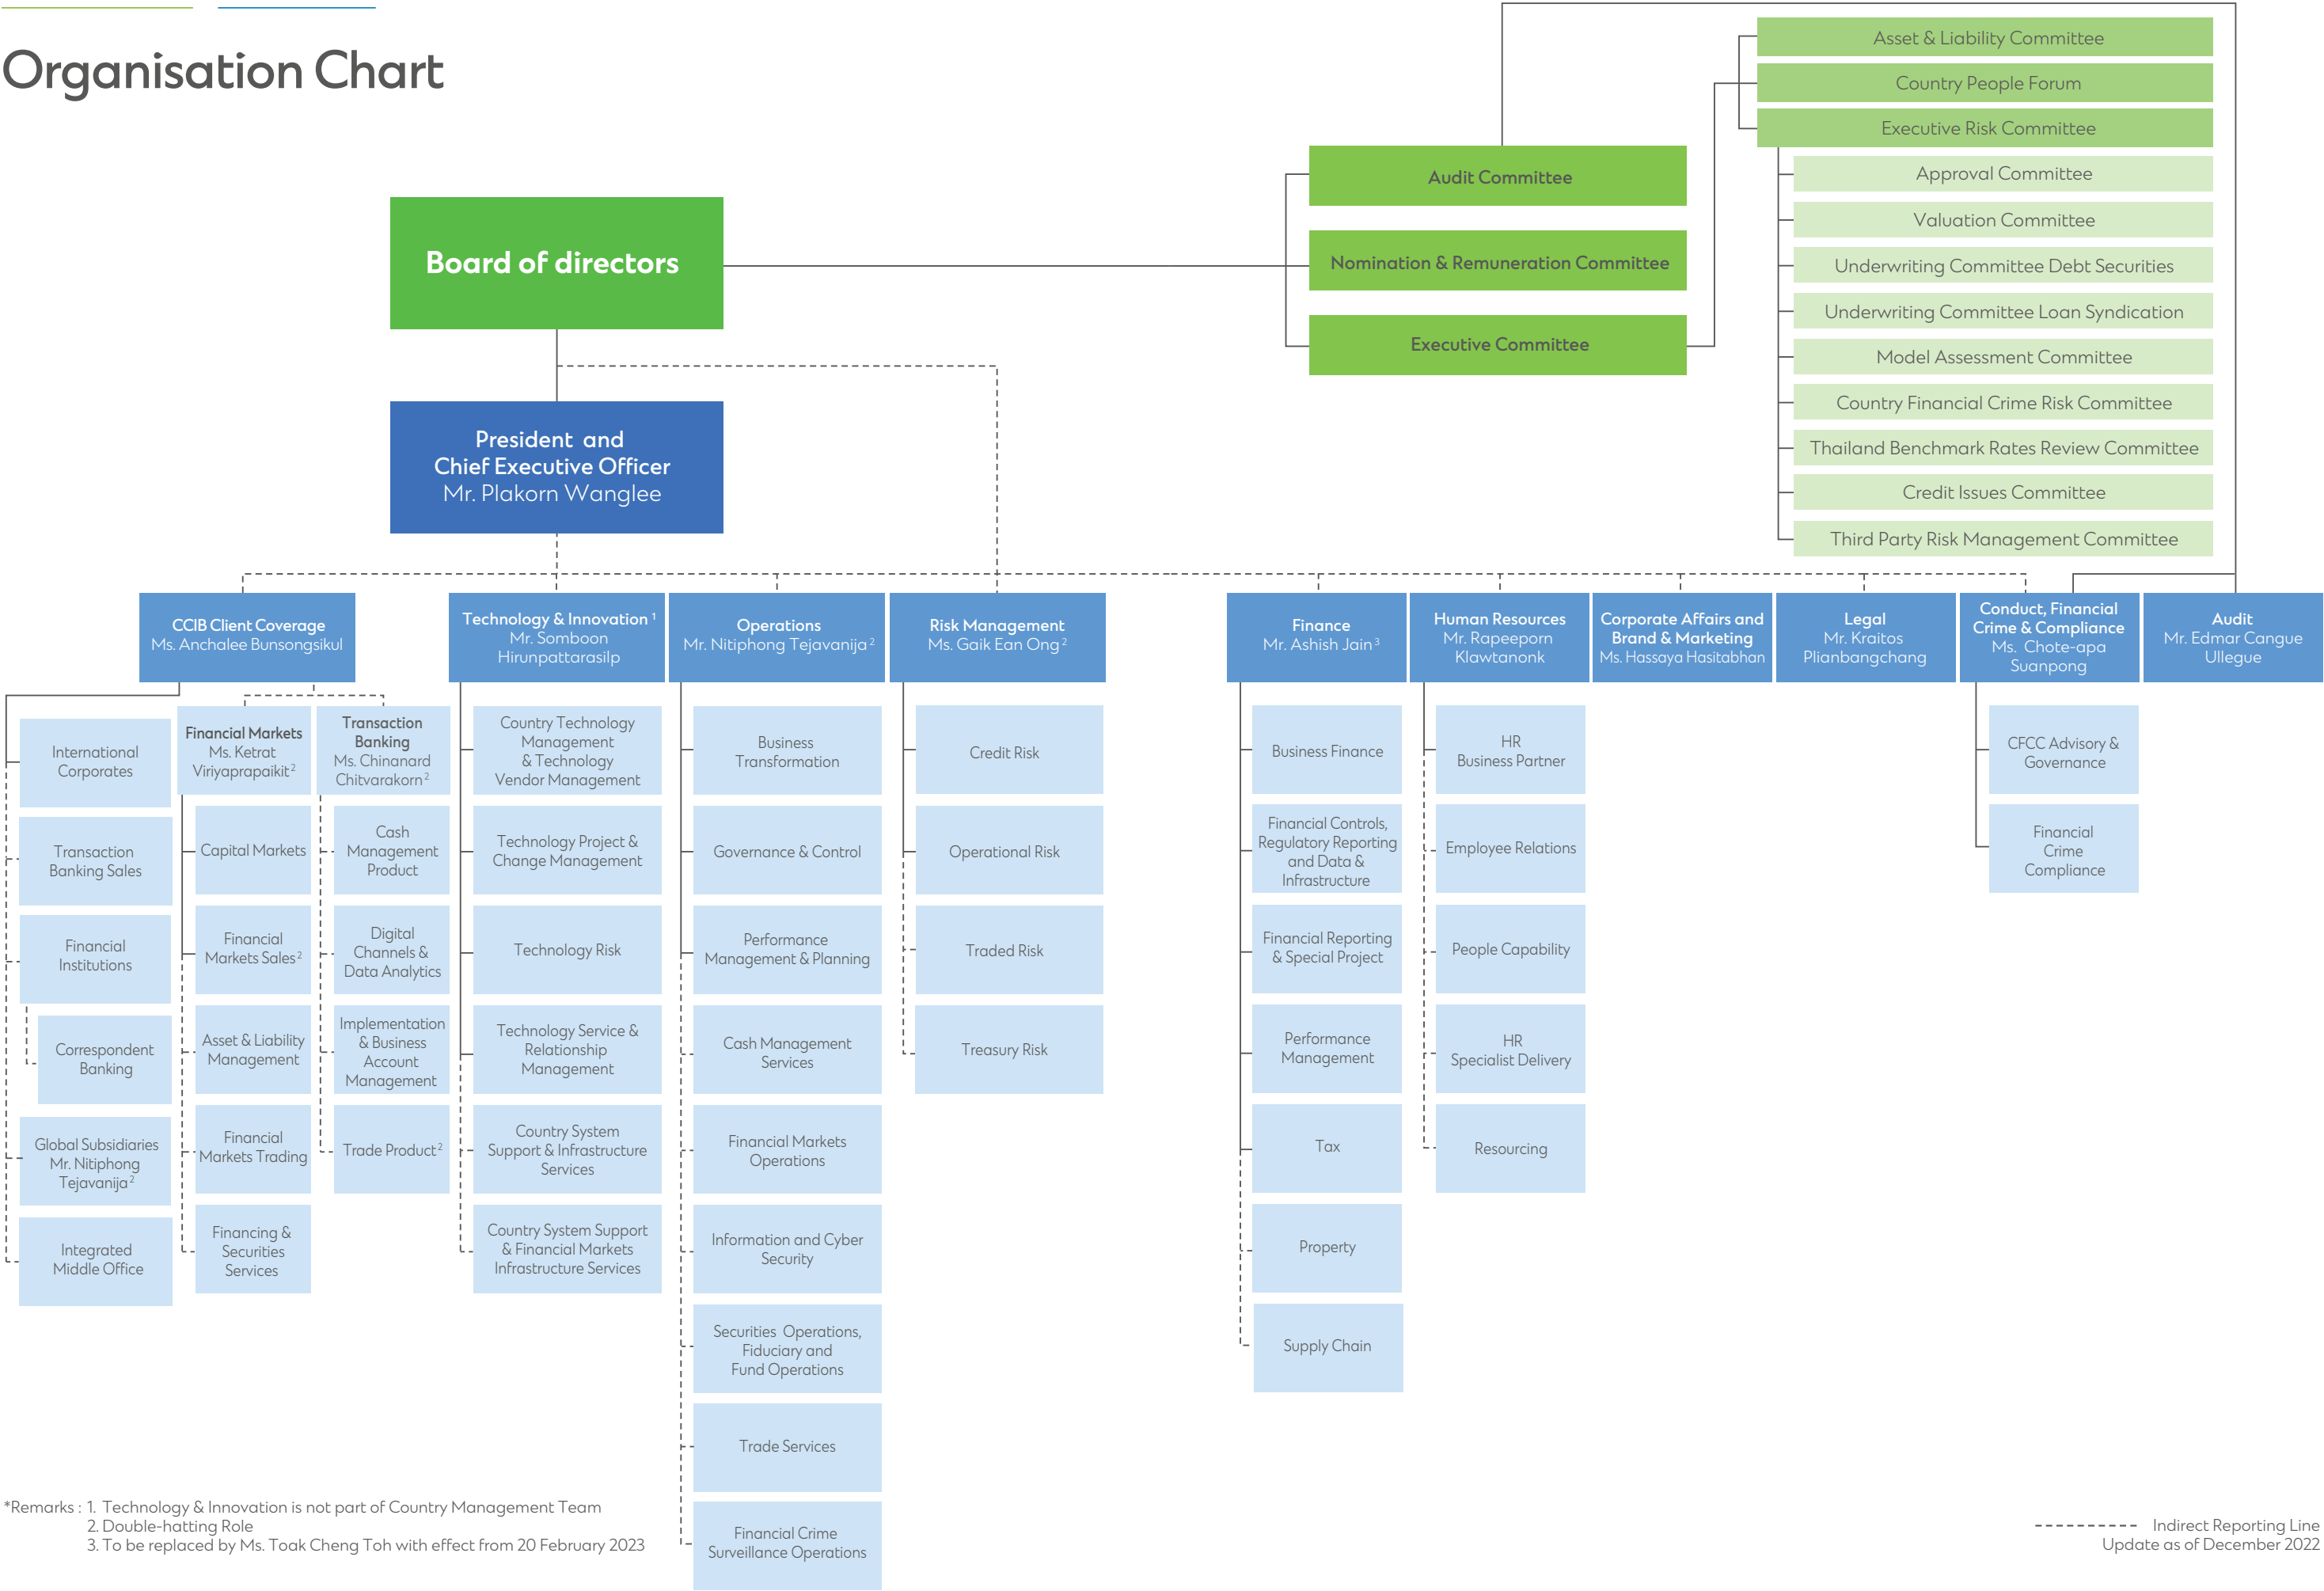 Organisation Chart
Asset & Liability Committee
Country People Forum
Executive Risk Committee
Approval Committee
Valuation Committee
Underwriting Committee Debt Securities
Underwriting Committee Loan Syndication
Model Assessment Committee
Country Financial Crime Risk Committee
Thailand Benchmark Rates Review Committee
Credit Issues Committee
Third Party Risk Management Committee
Audit Committee
Nomination & Remuneration Committee
Executive Committee
Board of directors
President and
Chief Executive Officer
Mr. Plakorn Wanglee
CCIB Client Coverage
Ms. Anchalee Bunsongsikul
Technology & Innovation 1
Mr. Somboon
Hirunpattarasilp
Operations
Mr. Nitiphong Tejavanija 2
Risk Management
Ms. Gaik Ean Ong 2
Finance
Mr. Ashish Jain 3
Human Resources
Mr. Rapeeporn
Klawtanonk
Corporate Affairs and
Brand & Marketing
Ms. Hassaya Hasitabhan
Legal
Mr. Kraitos
Plianbangchang
Conduct, Financial
Crime & Compliance
Ms. Chote-apa
Suanpong
Audit
Mr. Edmar Cangue
Ullegue
International
Corporates
Transaction
Banking Sales
Financial
Institutions
Correspondent
Banking
Global Subsidiaries
Mr. Nitiphong
Tejavanija 2
Integrated
Middle Office
Financial Markets
Ms. Ketrat
Viriyaprapaikit 2
Capital Markets
Financial
Markets Sales 2
Asset & Liability
Management
Financial
Markets Trading
Financing &
Securities
Services
Transaction
Banking
Ms. Chinanard
Chitvarakorn 2
Cash
Management
Product
Digital
Channels &
Data Analytics
Implementation
& Business
Account
Management
Trade Product 2
Country Technology
Management
& Technology
Vendor Management
Technology Project &
Change Management
Technology Risk
Technology Service &
Relationship
Management
Country System
Support & Infrastructure
Services
Country System Support
& Financial Markets
Infrastructure Services
Business
Transformation
Governance & Control
Performance
Management & Planning
Cash Management
Services
Financial Markets
Operations
Information and Cyber
Security
Securities Operations,
Fiduciary and
Fund Operations
Trade Services
Financial Crime
Surveillance Operations
Credit Risk
Operational Risk
Traded Risk
Treasury Risk
Business Finance
Financial Controls,
Regulatory Reporting
and Data &
Infrastructure
Financial Reporting
& Special Project
Performance
Management
Tax
Property
Supply Chain
HR
Business Partner
Employee Relations
People Capability
HR
Specialist Delivery
Resourcing
CFCC Advisory &
Governance
Financial
Crime
Compliance
*Remarks : 1. Technology & Innovation is not part of Country Management Team
2. Double-hatting Role
3. To be replaced by Ms. Toak Cheng Toh with effect from 20 February 2023
Indirect Reporting Line
Update as of December 2022